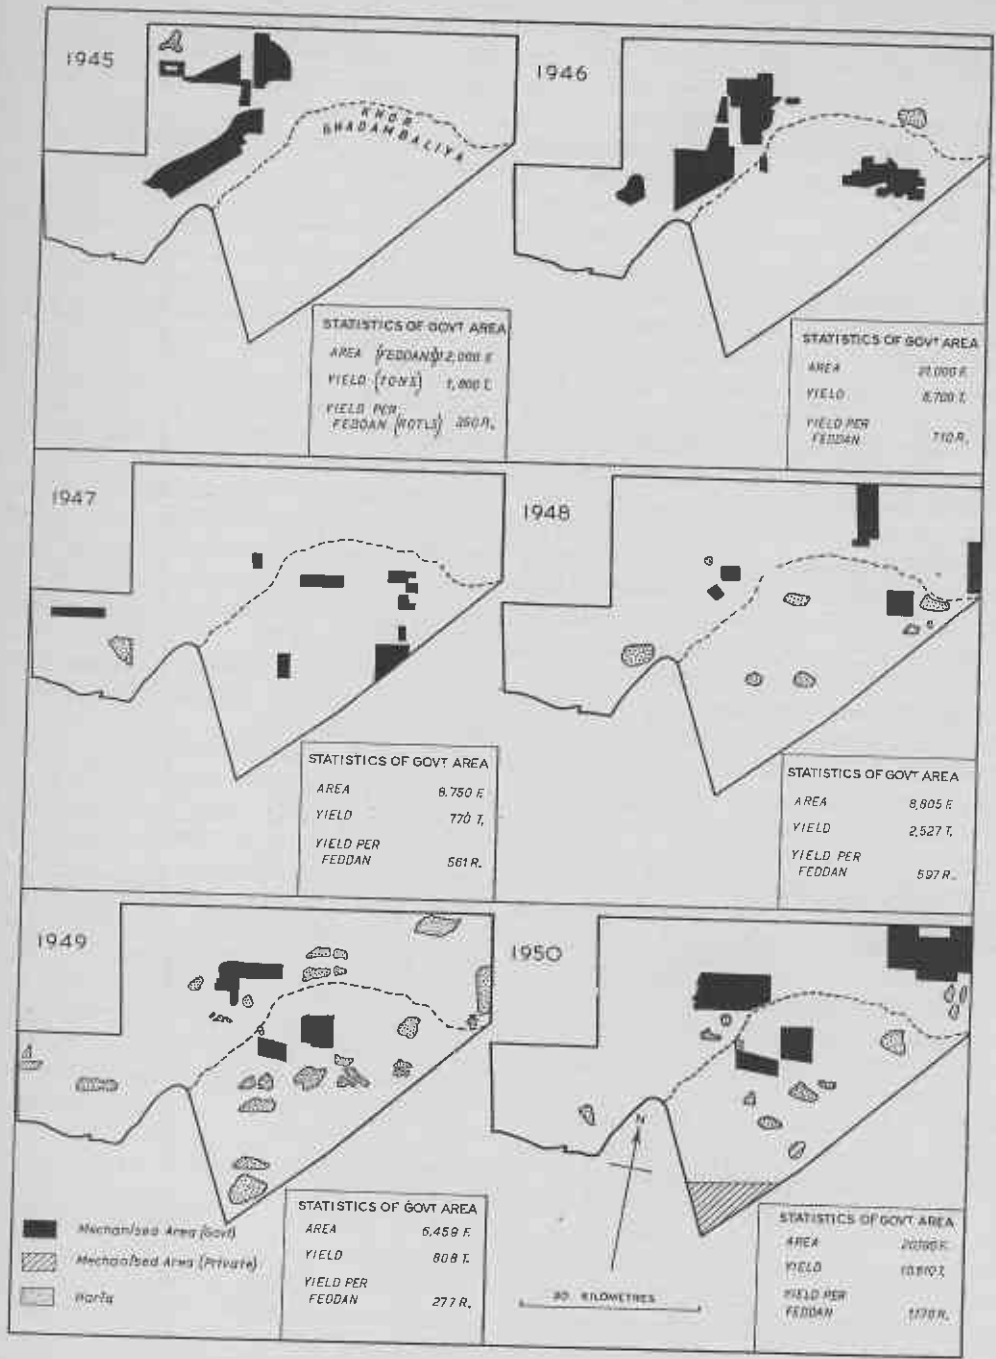 1945
KHOR
GHADAMBALIYA
STATISTICS OF GOVT AREA
AREA (FEDDANS) 12,000 F.
YIELD (TONS) 1,800 T.
YIELD PER
FEDDAN (ROTLS) 350 R.
1946
STATISTICS OF GOVT AREA
AREA 21,000 F.
YIELD 6,700 T.
YIELD PER
FEDDAN 710 R.
1947
STATISTICS OF GOVT AREA
AREA 8,750 F.
YIELD 770 T.
YIELD PER
FEDDAN 561 R.
1948
STATISTICS OF GOVT AREA
AREA 8,805 F.
YIELD 2,527 T.
YIELD PER
FEDDAN 597 R.
1949
STATISTICS OF GOVT AREA
AREA 6,459 F.
YIELD 808 T.
YIELD PER
FEDDAN 277 R.
Mechanised Area (Govt)
Mechanised Area (Private)
Harig
1950
N
STATISTICS OF GOVT AREA
AREA
YIELD
YIELD PER
FEDDAN 1,170 R.
20 KILOMETRES